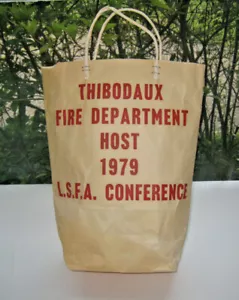 THIBODAUX
FIRE DEPARTMENT
HOST
1979
L.S.F.A. CONFERENCE